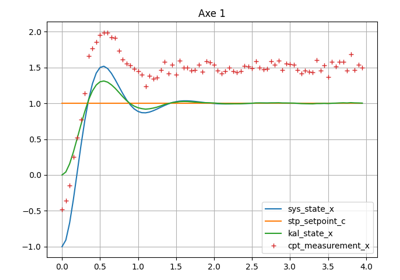 Axe 1
2.0
1.5
1.0
0.5
0.0
−0.5
−1.0
0.0 0.5 1.0 1.5 2.0 2.5 3.0 3.5 4.0
sys_state_x
stp_setpoint_c
kal_state_x
cpt_measurement_x